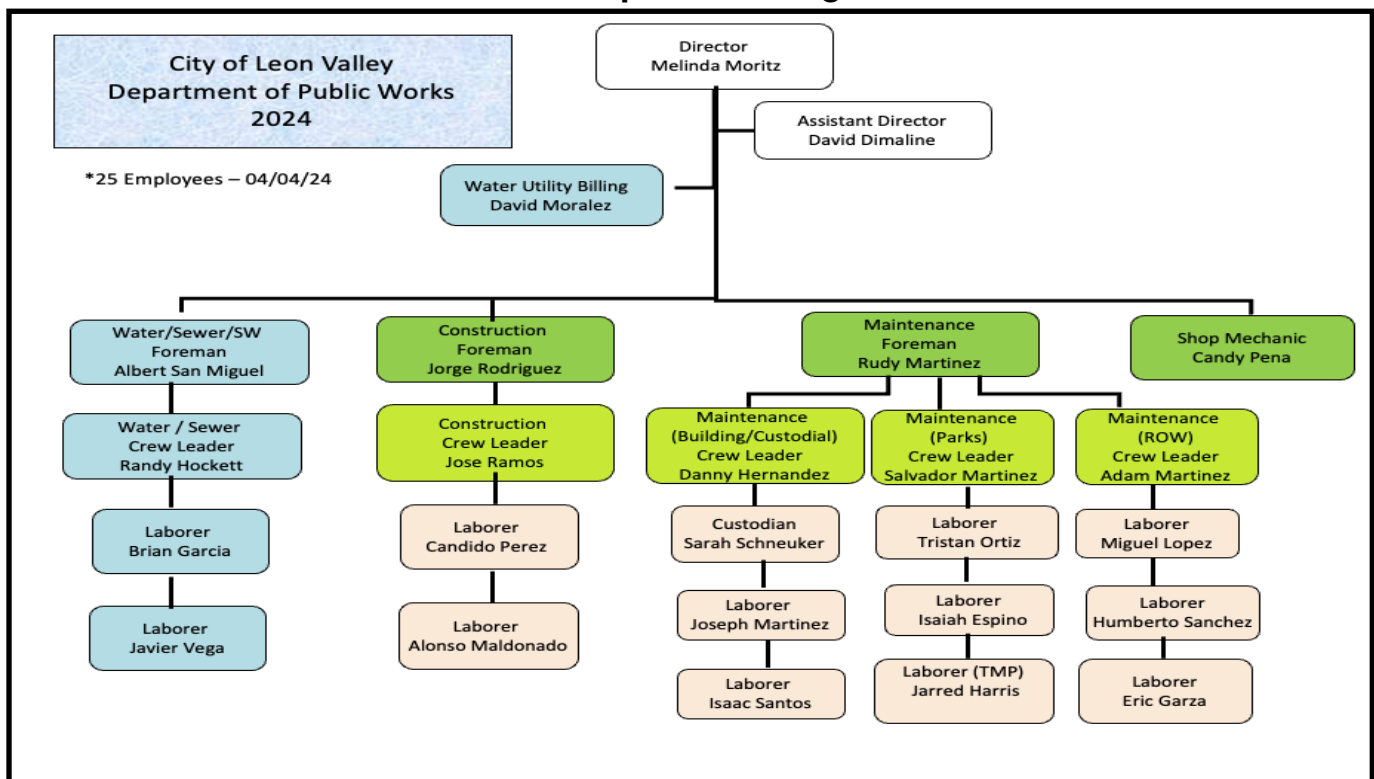 City of Leon Valley
Department of Public Works
2024
*25 Employees – 04/04/24
Director
Melinda Moritz
Assistant Director
David Dimaline
Water Utility Billing
David Moralez
Water/Sewer/SW
Foreman
Albert San Miguel
Construction
Foreman
Jorge Rodriguez
Maintenance
Foreman
Rudy Martinez
Shop Mechanic
Candy Pena
Water / Sewer
Crew Leader
Randy Hockett
Construction
Crew Leader
Jose Ramos
Maintenance
(Building/Custodial)
Crew Leader
Danny Hernandez
Maintenance
(Parks)
Crew Leader
Salvador Martinez
Maintenance
(ROW)
Crew Leader
Adam Martinez
Laborer
Brian Garcia
Laborer
Candido Perez
Custodian
Sarah Schneuker
Laborer
Tristan Ortiz
Laborer
Miguel Lopez
Laborer
Javier Vega
Laborer
Alonso Maldonado
Laborer
Joseph Martinez
Laborer
Isaiah Espino
Laborer
Humberto Sanchez
Laborer
Isaac Santos
Laborer (TMP)
Jarred Harris
Laborer
Eric Garza